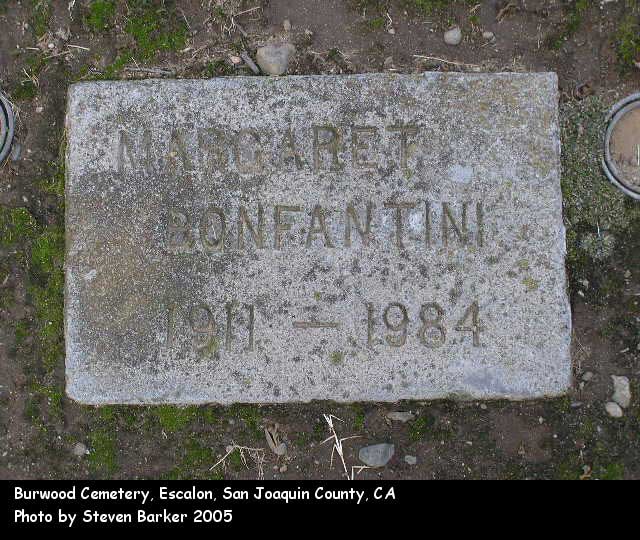 MARGARET
BONFANTINI
1911 — 1984
Burwood Cemetery, Escalon, San Joaquin County, CA
Photo by Steven Barker 2005